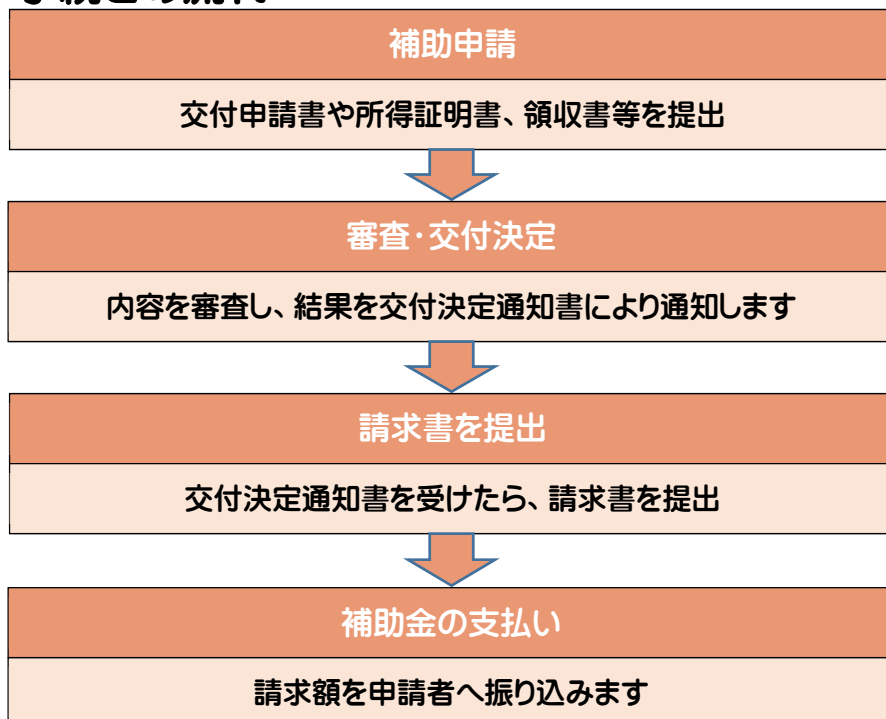 補助申請
交付申請書や所得証明書、領収書等を提出
審査・交付決定
内容を審査し、結果を交付決定通知書により通知します
請求書を提出
交付決定通知書を受けたら、請求書を提出
補助金の支払い
請求額を申請者へ振り込みます